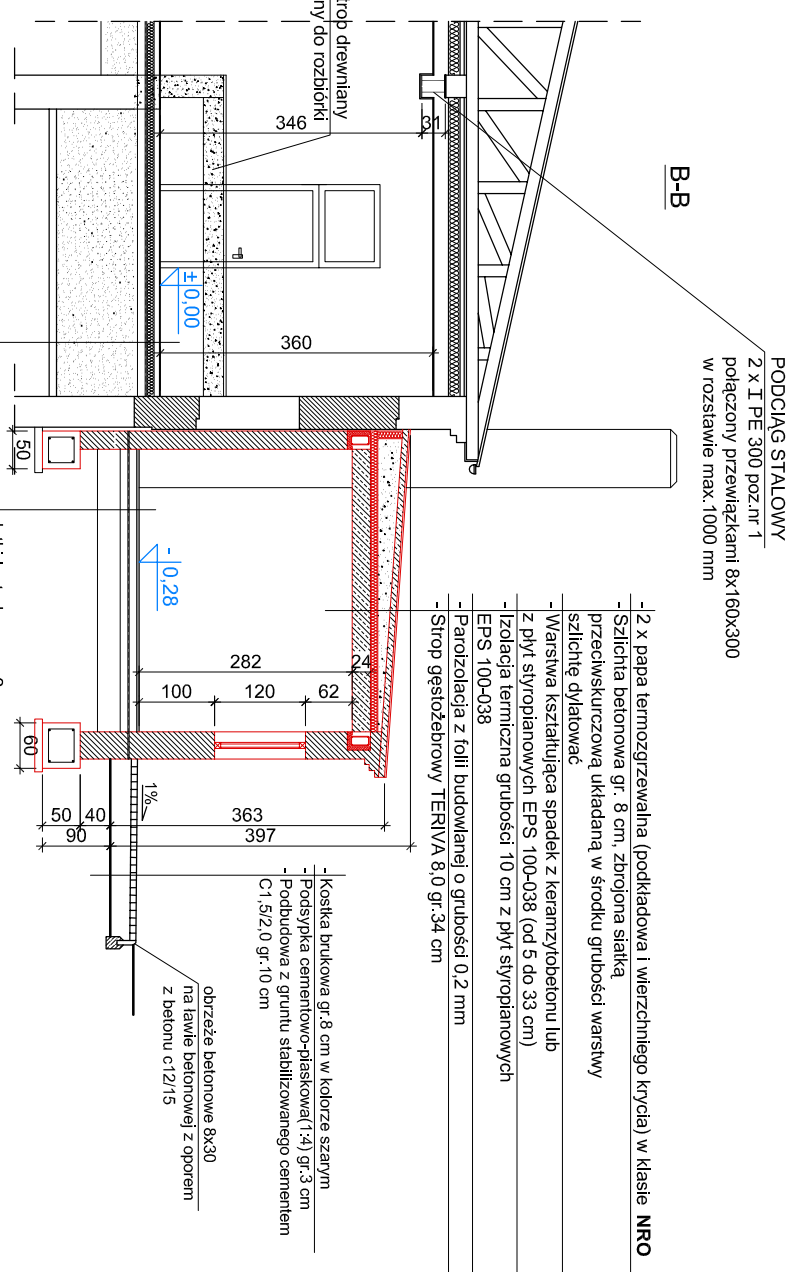 B-B
PODCIĄG STALOWY
2 x I PE 300 poz.nr 1
połączony przewiązkami 8x160x300
w rozstawie max.1000 mm
strop drewniany
do rozbiórki
346
31
±0,00
360
50
- 2 x papa termozgrzewalna (podkładowa i wierzchniego krycia) w klasie NRO
- Szlichta betonowa gr. 8 cm, zbrojona siatką
przeciwskurczową układaną w środku grubości warstwy
szlichtę dylatować
- Warstwa kształtująca spadek z keramzytobetonu lub
z płyt styropianowych EPS 100-038 (od 5 do 33 cm)
- Izolacja termiczna grubości 10 cm z płyt styropianowych
EPS 100-038
- Paroizolacja z folii budowlanej o grubości 0,2 mm
- Strop gęstożebrowy TERIVA 8,0 gr.34 cm
-0,28
282
24
100
120
62
60
1%
50
40
363
90
397
- Kostka brukowa gr.8 cm w kolorze szarym
- Podsypka cementowo-piaskowa(1:4) gr.3 cm
- Podbudowa z gruntu stabilizowanego cementem
C1,5/2,0 gr.10 cm
obrzeże betonowe 8x30
na ławie betonowej z oporem
z betonu c12/15